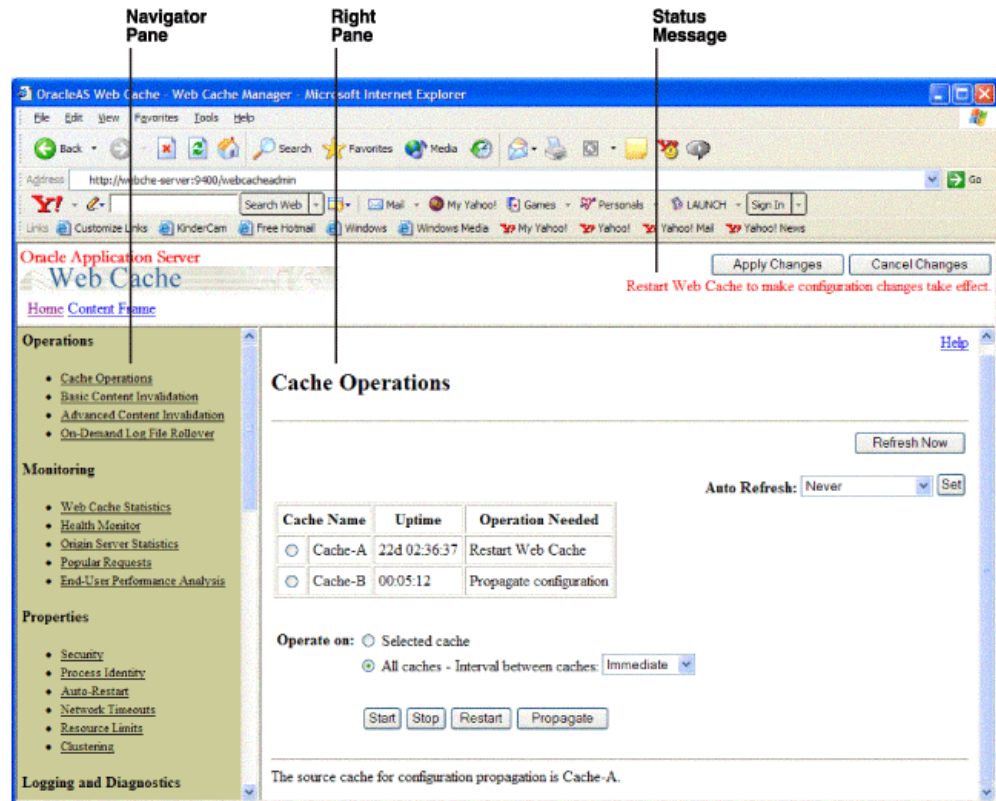 Navigator Pane
Right Pane
Status Message
OracleAS Web Cache - Web Cache Manager - Microsoft Internet Explorer
File Edit View Favorites Tools Help
Back Search Favorites Media
Address http://webche-server:9400/webcacheadmin Go
Y! Search Web Mail My Yahoo! Games Personals LAUNCH Sign In
Links Customize Links KinderCam Free Hotmail Windows Windows Media My Yahoo! Yahoo! Yahoo! Mail Yahoo! News
Oracle Application Server
Web Cache
Apply Changes Cancel Changes
Restart Web Cache to make configuration changes take effect.
Home Content Frame
Operations
Cache Operations
Basic Content Invalidation
Advanced Content Invalidation
On-Demand Log File Rollover
Monitoring
Web Cache Statistics
Health Monitor
Origin Server Statistics
Popular Requests
End-User Performance Analysis
Properties
Security
Process Identity
Auto-Restart
Network Timeouts
Resource Limits
Clustering
Logging and Diagnostics
Help
Cache Operations
Refresh Now
Auto Refresh: Never Set
Cache Name Uptime Operation Needed
Cache-A 22d 02:36:37 Restart Web Cache
Cache-B 00:05:12 Propagate configuration
Operate on: Selected cache
All caches - Interval between caches: Immediate
Start Stop Restart Propagate
The source cache for configuration propagation is Cache-A.